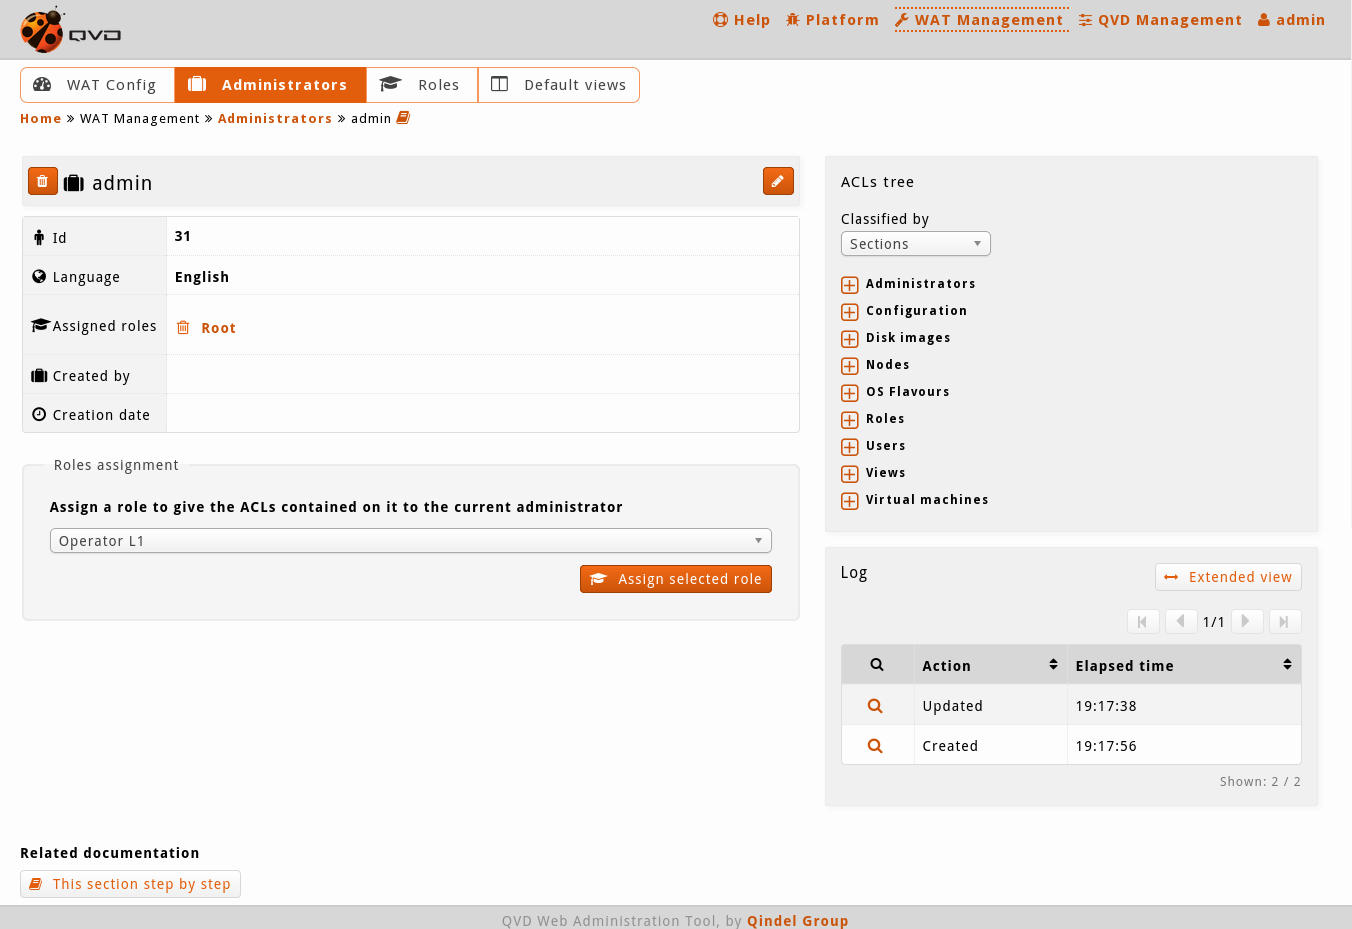 QVD
Help Platform WAT Management QVD Management admin
WAT Config Administrators Roles Default views
Home » WAT Management » Administrators » admin
admin
Id 31
Language English
Assigned roles Root
Created by
Creation date
Roles assignment
Assign a role to give the ACLs contained on it to the current administrator
Operator L1
Assign selected role
ACLs tree
Classified by
Sections
Administrators
Configuration
Disk images
Nodes
OS Flavours
Roles
Users
Views
Virtual machines
Log
Extended view
1/1
Action Elapsed time
Updated 19:17:38
Created 19:17:56
Shown: 2 / 2
Related documentation
This section step by step
QVD Web Administration Tool, by Qindel Group